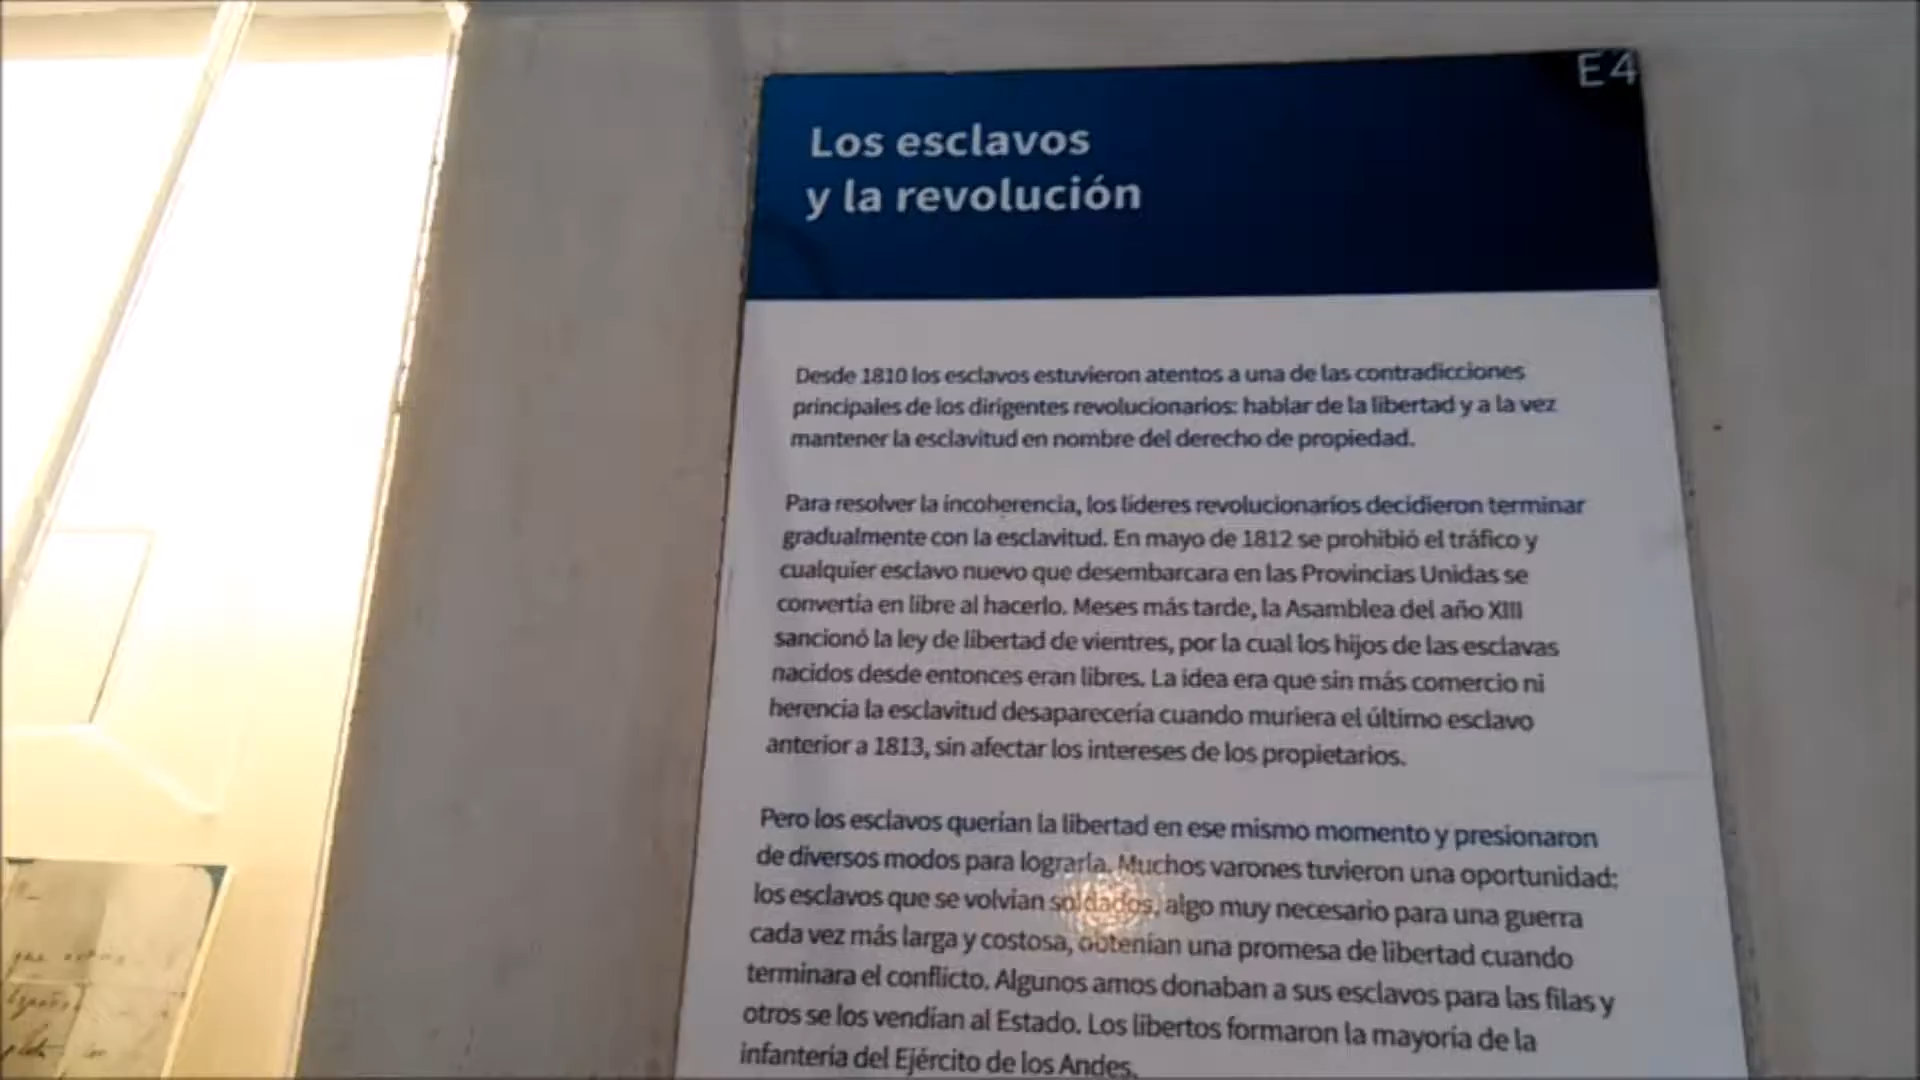 E4
Los esclavos
y la revolución
Desde 1810 los esclavos estuvieron atentos a una de las contradicciones
principales de los dirigentes revolucionarios: hablar de la libertad y a la vez
mantener la esclavitud en nombre del derecho de propiedad.
Para resolver la incoherencia, los líderes revolucionarios decidieron terminar
gradualmente con la esclavitud. En mayo de 1812 se prohibió el tráfico y
cualquier esclavo nuevo que desembarcara en las Provincias Unidas se
convertía en libre al hacerlo. Meses más tarde, la Asamblea del año XIII
sancionó la ley de libertad de vientres, por la cual los hijos de las esclavas
nacidos desde entonces eran libres. La idea era que sin más comercio ni
herencia la esclavitud desaparecería cuando muriera el último esclavo
anterior a 1813, sin afectar los intereses de los propietarios.
Pero los esclavos querían la libertad en ese mismo momento y presionaron
de diversos modos para lograrla. Muchos varones tuvieron una oportunidad:
los esclavos que se volvían soldados, algo muy necesario para una guerra
cada vez más larga y costosa, obtenían una promesa de libertad cuando
terminara el conflicto. Algunos amos donaban a sus esclavos para las filas y
otros se los vendían al Estado. Los libertos formaron la mayoría de la
infantería del Ejército de los Andes.